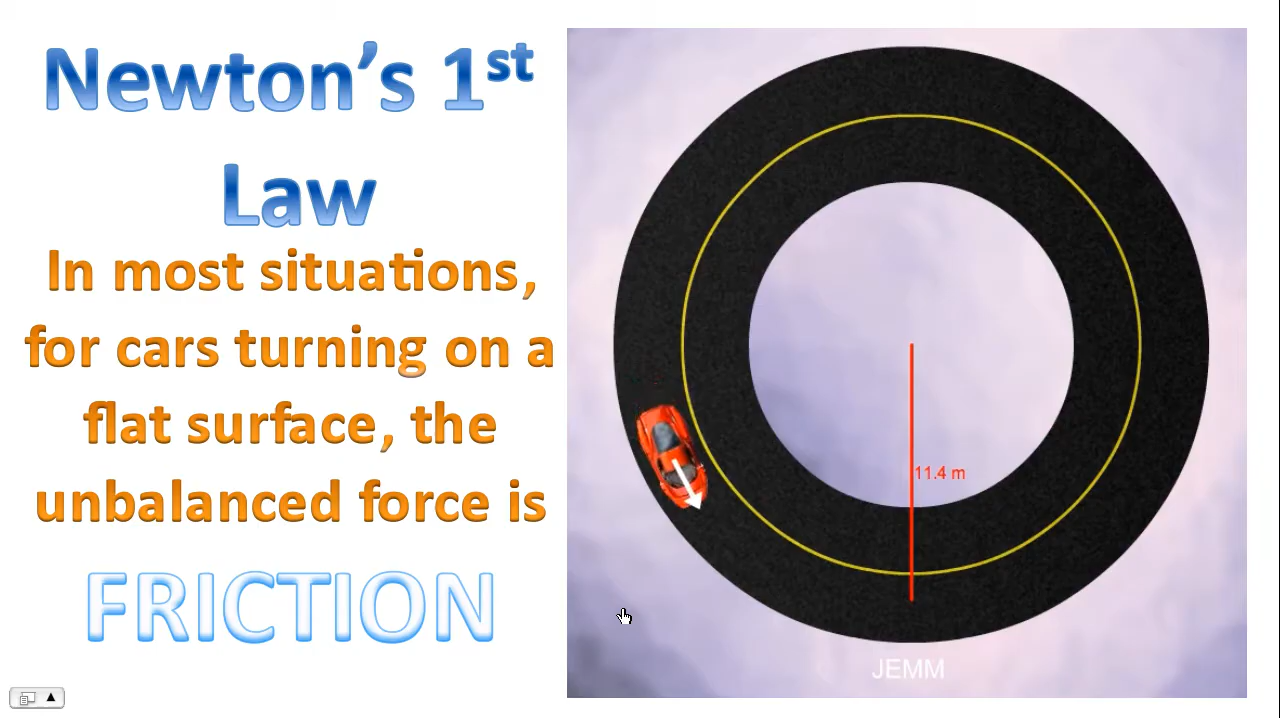 Newton’s 1st
Law
In most situations,
for cars turning on a
flat surface, the
unbalanced force is
FRICTION
11.4 m
JEMM